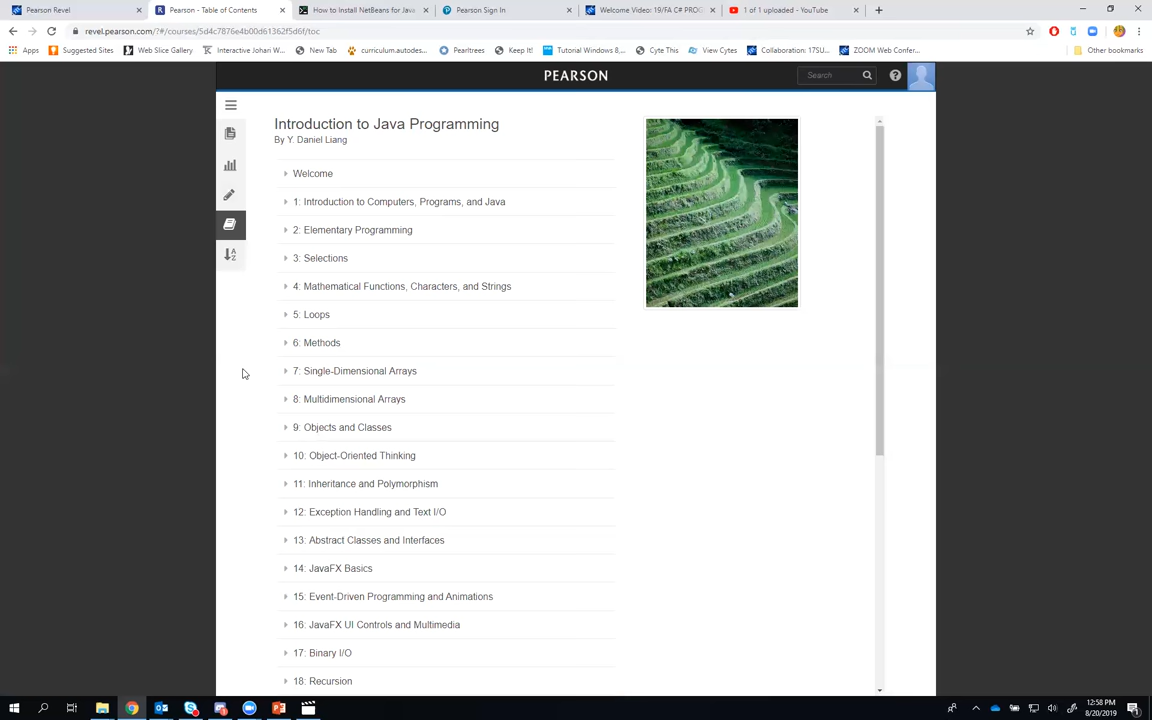 Pearson Revel
Pearson - Table of Contents
How to Install NetBeans for Java
Pearson Sign In
Welcome Video: 19/FA C# PROG
1 of 1 uploaded - YouTube
revel.pearson.com/?#/courses/5d4c7876e4b00d61362f5d6f/toc
Apps
Suggested Sites
Web Slice Gallery
Interactive Johan W...
New Tab
curriculum.autodes...
Pearltrees
Keep It!
Tutorial Windows 8,...
Cyte This
View Cytes
Collaboration: 17SU...
ZOOM Web Confer...
Other bookmarks
PEARSON
Search
Introduction to Java Programming
By Y. Daniel Liang
Welcome
1: Introduction to Computers, Programs, and Java
2: Elementary Programming
3: Selections
4: Mathematical Functions, Characters, and Strings
5: Loops
6: Methods
7: Single-Dimensional Arrays
8: Multidimensional Arrays
9: Objects and Classes
10: Object-Oriented Thinking
11: Inheritance and Polymorphism
12: Exception Handling and Text I/O
13: Abstract Classes and Interfaces
14: JavaFX Basics
15: Event-Driven Programming and Animations
16: JavaFX UI Controls and Multimedia
17: Binary I/O
18: Recursion
12:58 PM
8/20/2019